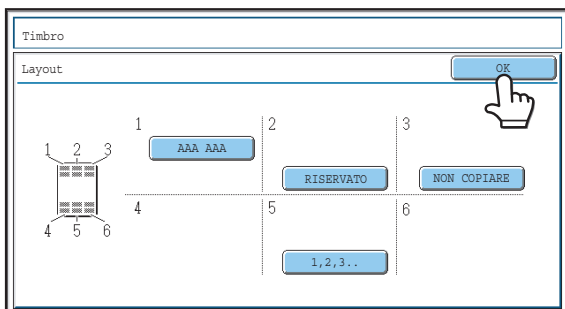 Timbro
Layout
OK
1 2 3
AAA AAA
RISERVATO
NON COPIARE
1 2 3
4 5 6
4 5 6
1,2,3..